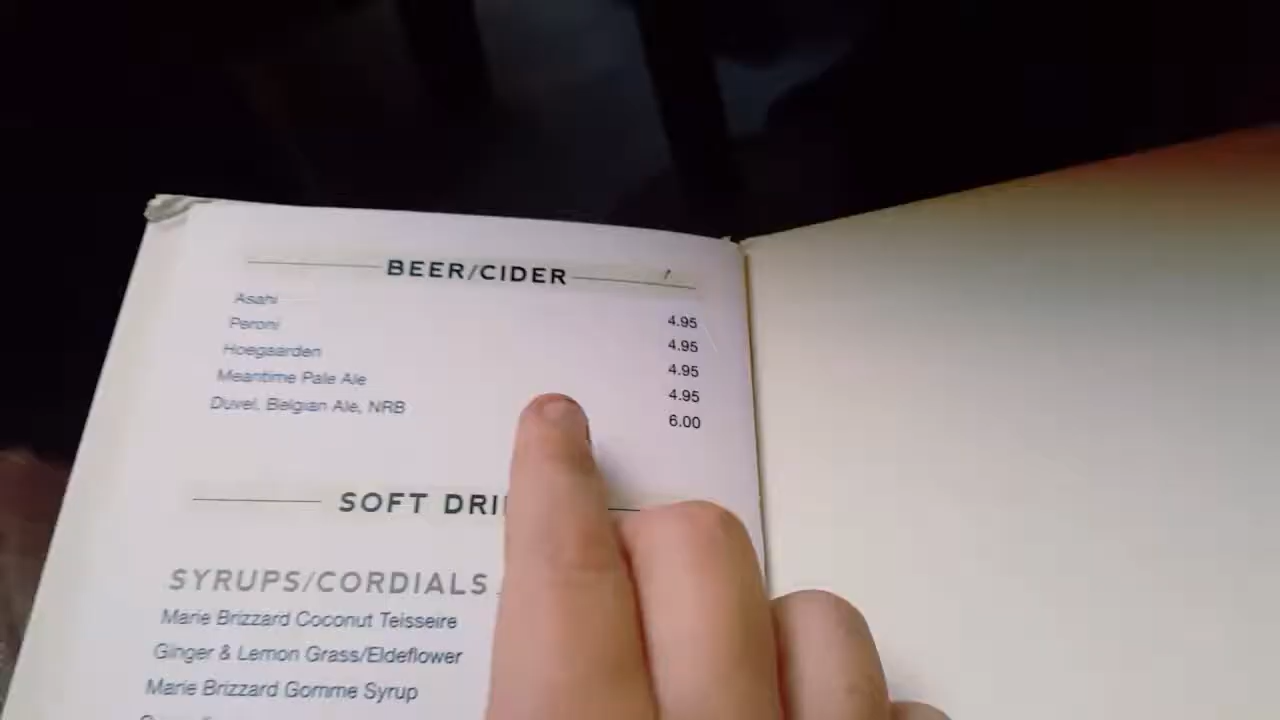 BEER/CIDER
Asahi 4.95
Peroni 4.95
Hoegaarden 4.95
Meantime Pale Ale 4.95
Duvel, Belgian Ale, NRB 6.00
SOFT DRI
SYRUPS/CORDIALS
Marie Brizzard Coconut Teisseire
Ginger & Lemon Grass/Eldeflower
Marie Brizzard Gomme Syrup